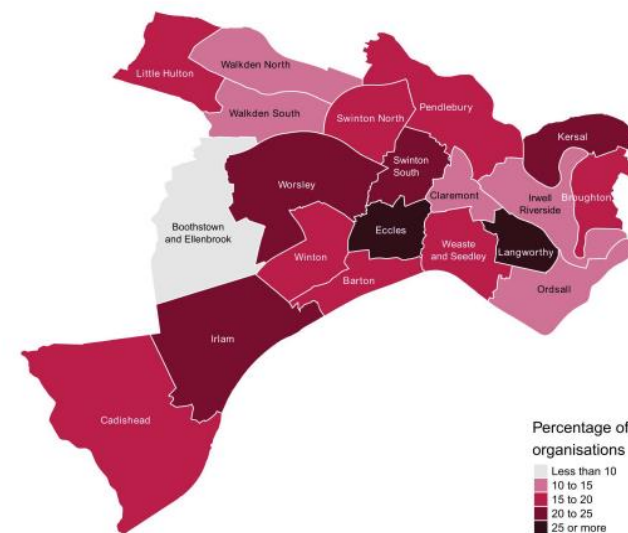 Walkden North
Little Hulton
Pendlebury
Walkden South
Swinton North
Kersal
Swinton
South
Worsley
Claremont
Irwell
Riverside
Broughton
Boothstown
and Ellenbrook
Eccles
Weaste
and Seedley
Langworthy
Winton
Barton
Ordsall
Irlam
Cadishead
Percentage of
organisations
Less than 10
10 to 15
15 to 20
20 to 25
25 or more